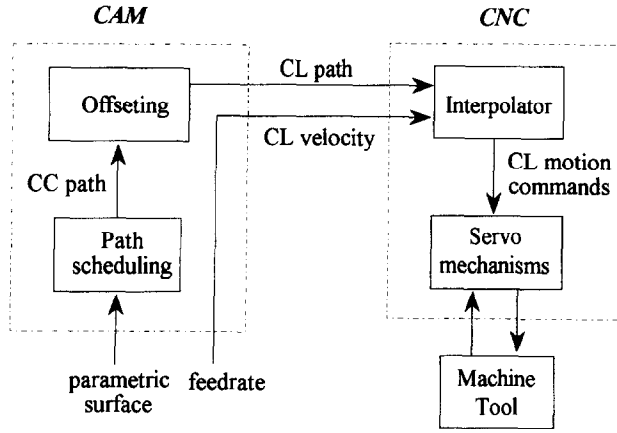 CAM
CNC
Offseting
CL path
Interpolator
CL velocity
CC path
CL motion
commands
Path
scheduling
Servo
mechanisms
parametric
surface
feedrate
Machine
Tool